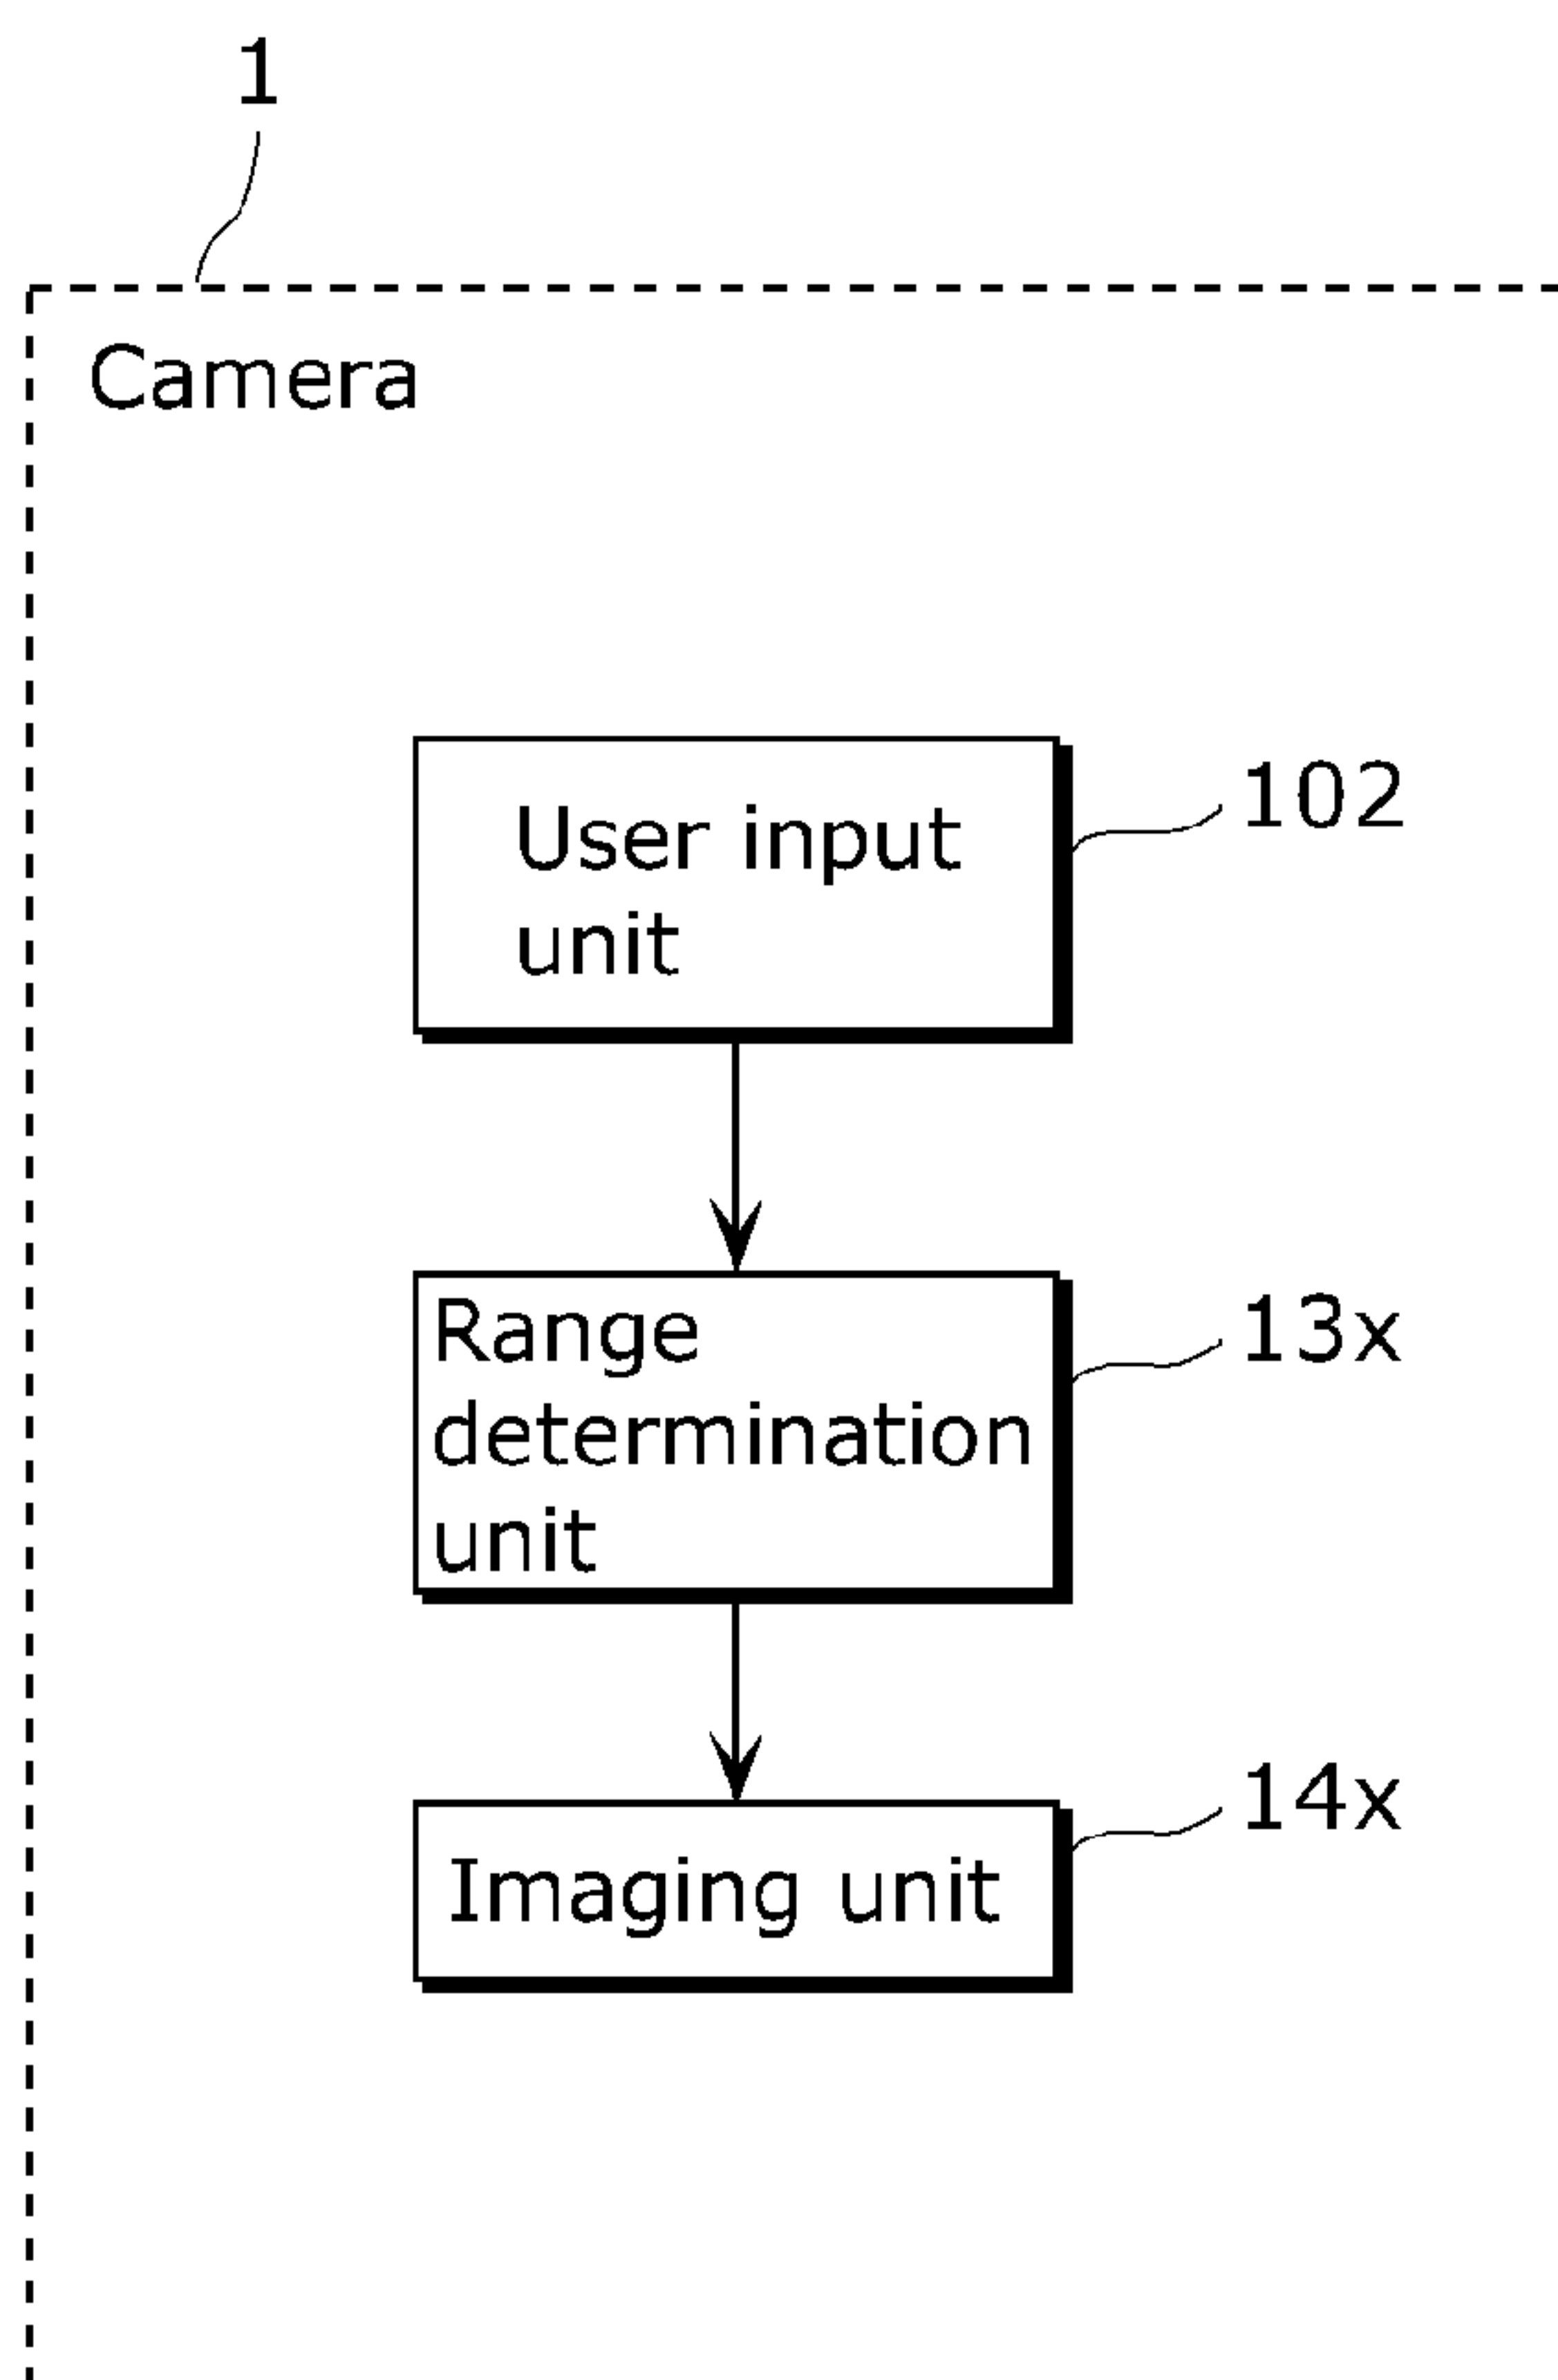 1
Camera
User input
unit
102
Range
determination
unit
13x
Imaging unit
14x